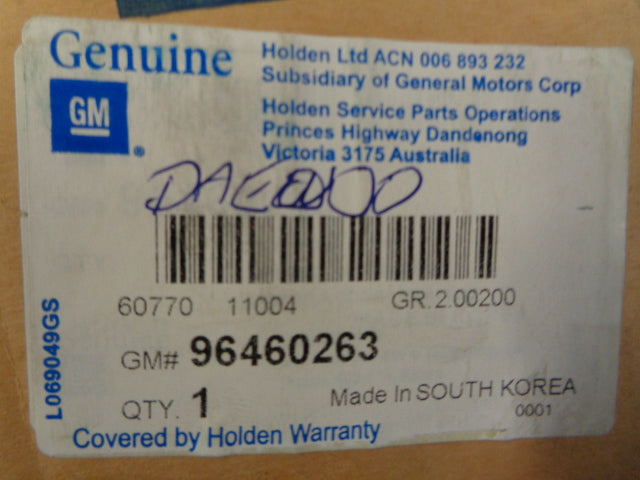 Genuine
Holden Ltd ACN 006 893 232
Subsidiary of General Motors Corp
GM
®
Holden Service Parts Operations
Princes Highway Dandenong
Victoria 3175 Australia
DAEWOO
60770 11004 GR.2.00200
GM# 96460263
QTY. 1 Made In SOUTH KOREA
0001
Covered by Holden Warranty
L069049GS